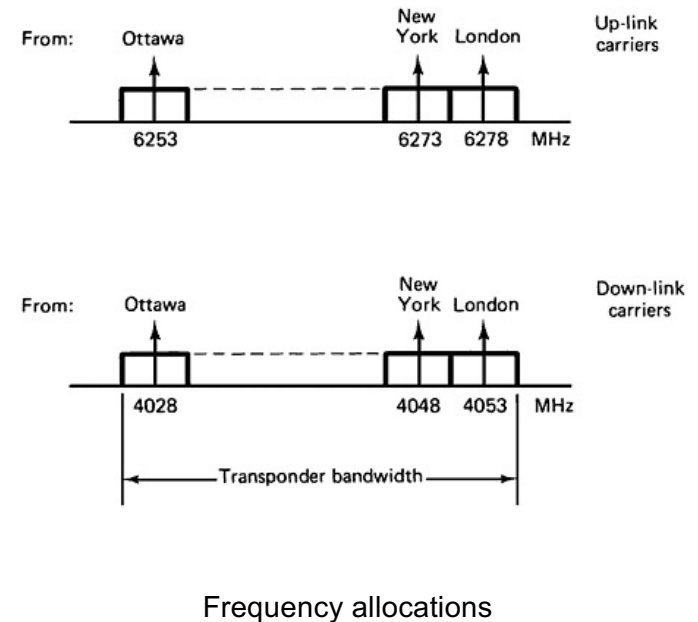 From:
Ottawa
New
York
London
Up-link
carriers
6253
6273
6278
MHz
From:
Ottawa
New
York
London
Down-link
carriers
4028
4048
4053
MHz
Transponder bandwidth
Frequency allocations